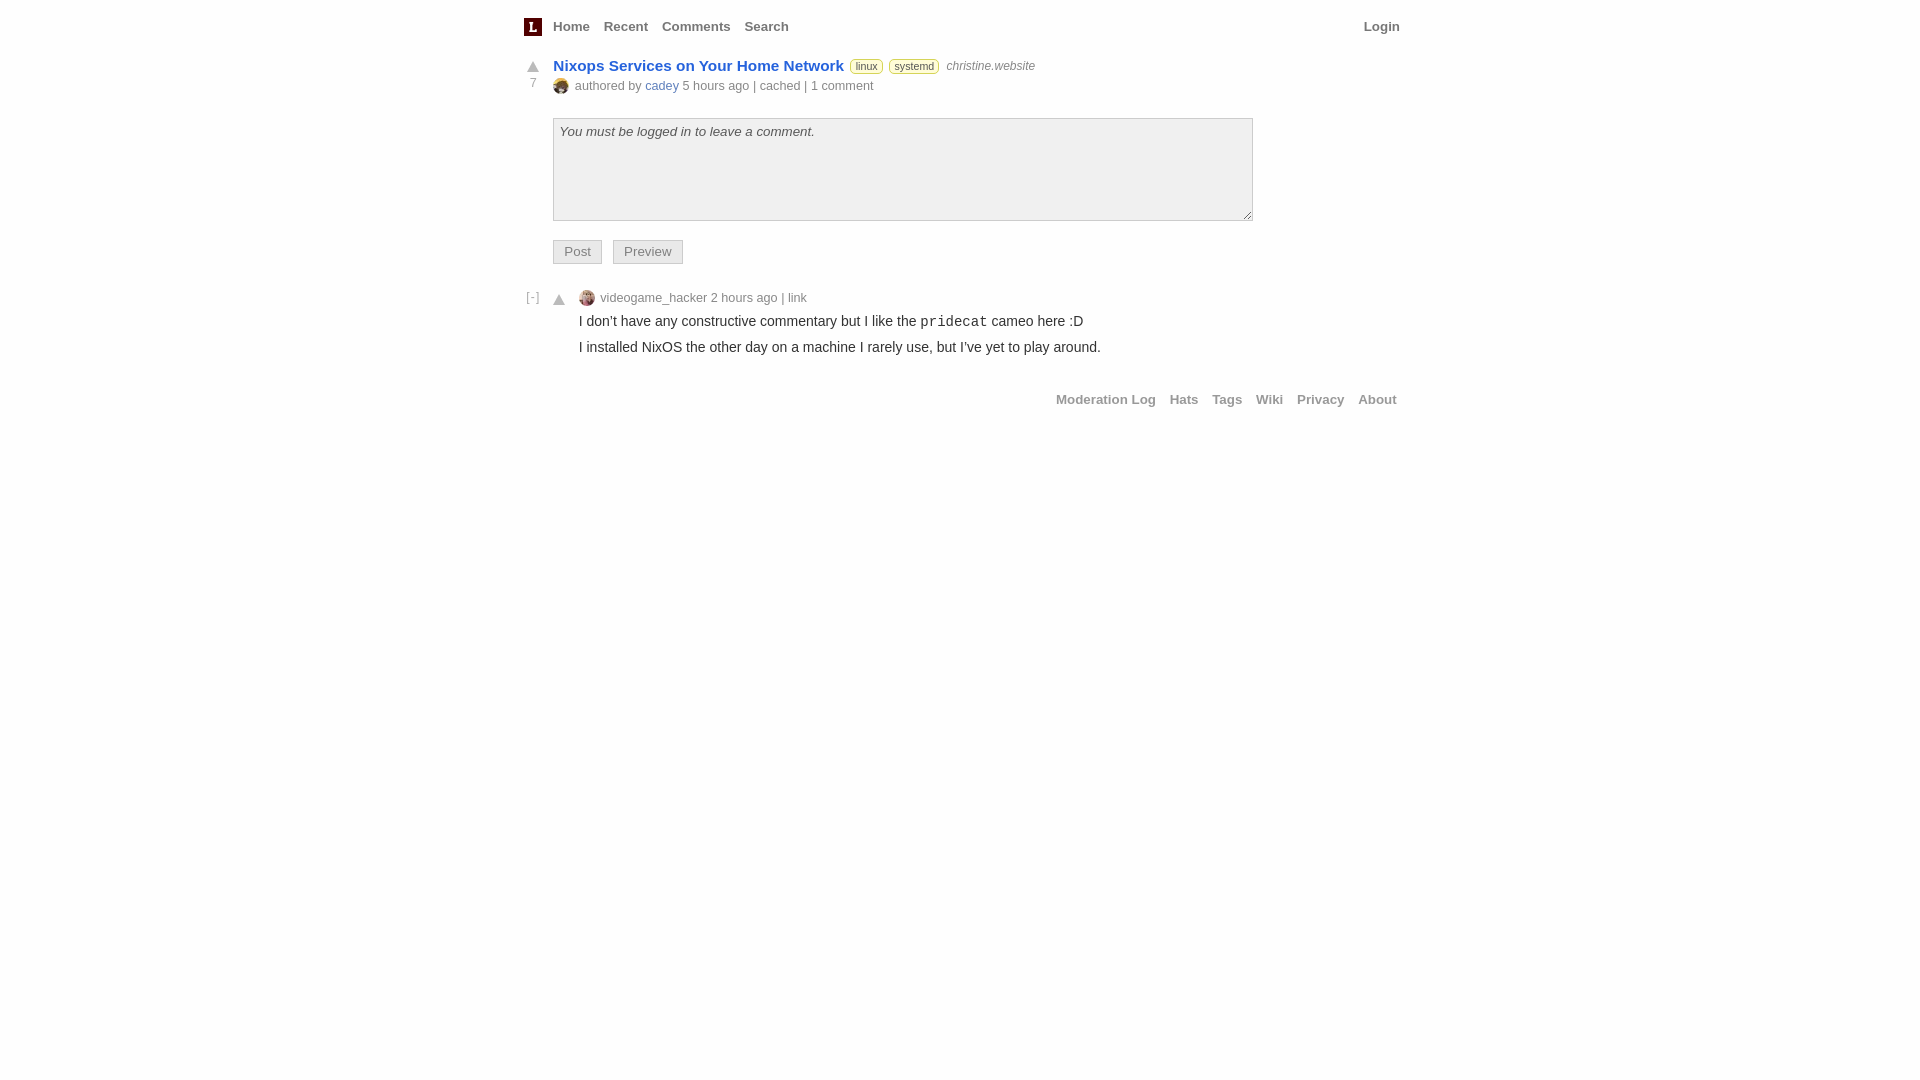 L Home Recent Comments Search Login
Nixops Services on Your Home Network linux systemd christine.website
7
authored by cadey 5 hours ago | cached | 1 comment
You must be logged in to leave a comment.
Post Preview
[-] videogame_hacker 2 hours ago | link
I don’t have any constructive commentary but I like the pridecat cameo here :D
I installed NixOS the other day on a machine I rarely use, but I’ve yet to play around.
Moderation Log Hats Tags Wiki Privacy About